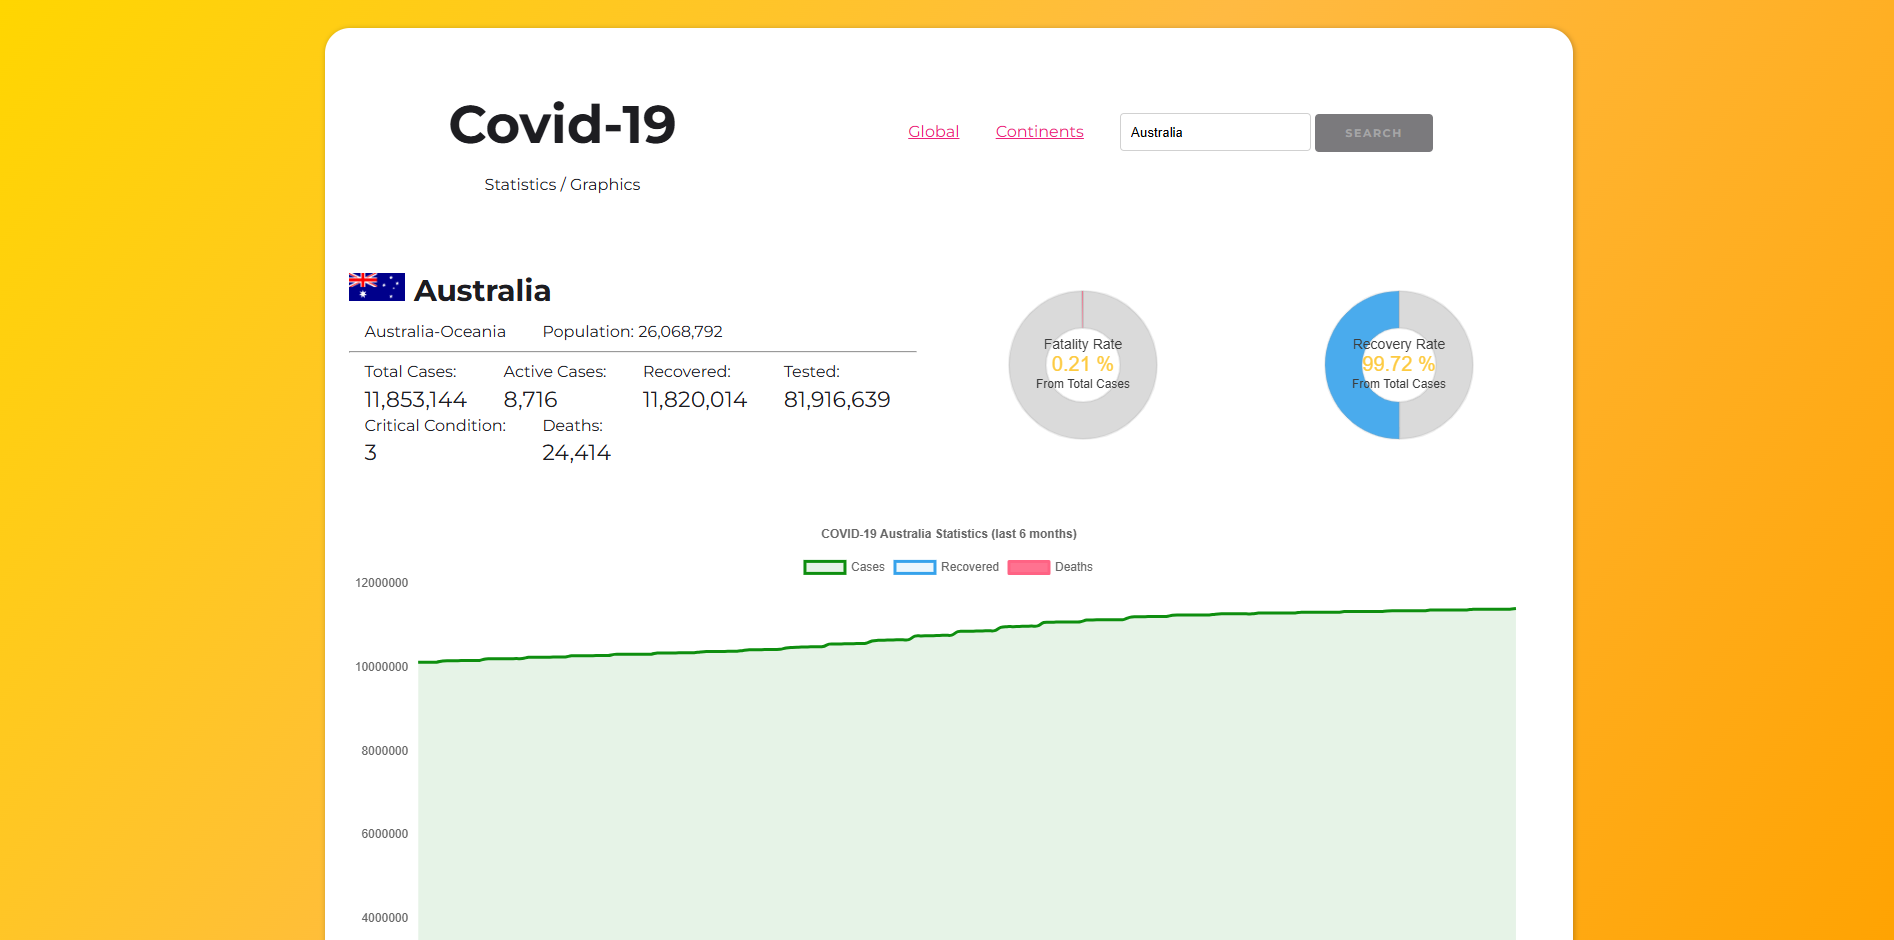 Covid-19
Statistics / Graphics
Global
Continents
Australia
SEARCH
Australia
Australia-Oceania
Population: 26,068,792
Total Cases:
11,853,144
Active Cases:
8,716
Recovered:
11,820,014
Tested:
81,916,639
Critical Condition:
3
Deaths:
24,414
Fatality Rate
0.21 %
From Total Cases
Recovery Rate
99.72 %
From Total Cases
COVID-19 Australia Statistics (last 6 months)
Cases
Recovered
Deaths
12000000
10000000
8000000
6000000
4000000